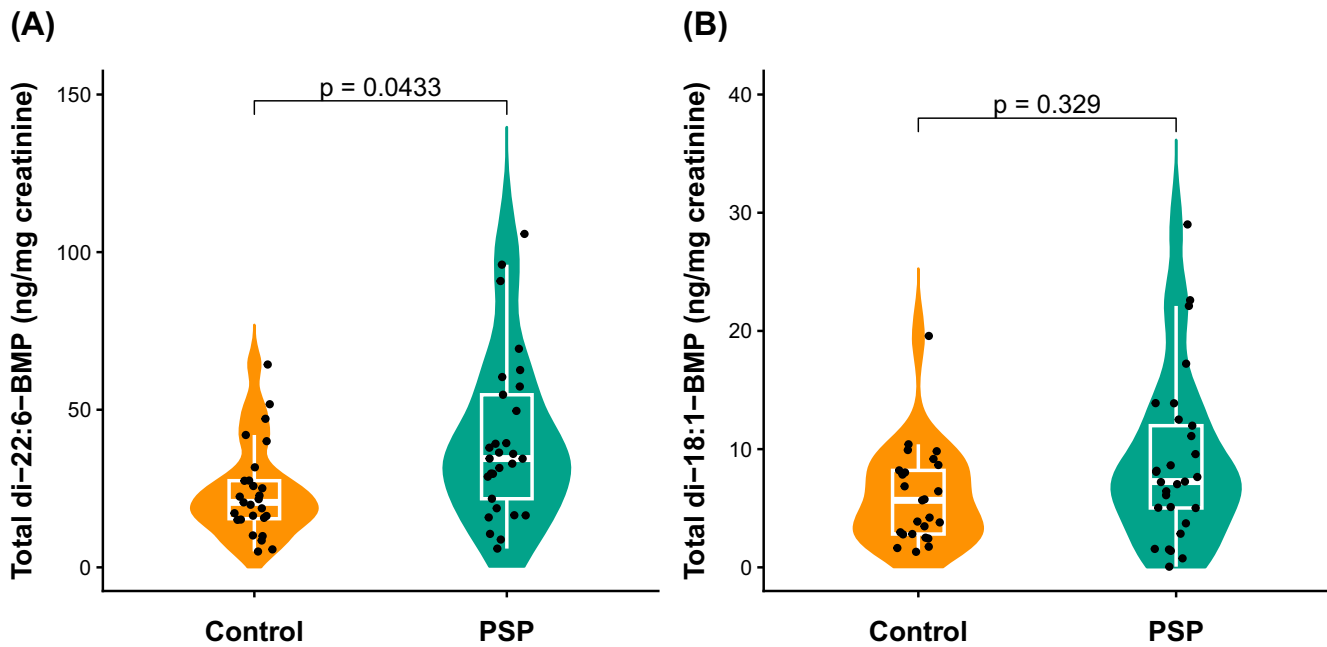 (A)
Total di−22:6−BMP (ng/mg creatinine)
150
100
50
0
p = 0.0433
Control
PSP
(B)
Total di−18:1−BMP (ng/mg creatinine)
40
30
20
10
0
p = 0.329
Control
PSP